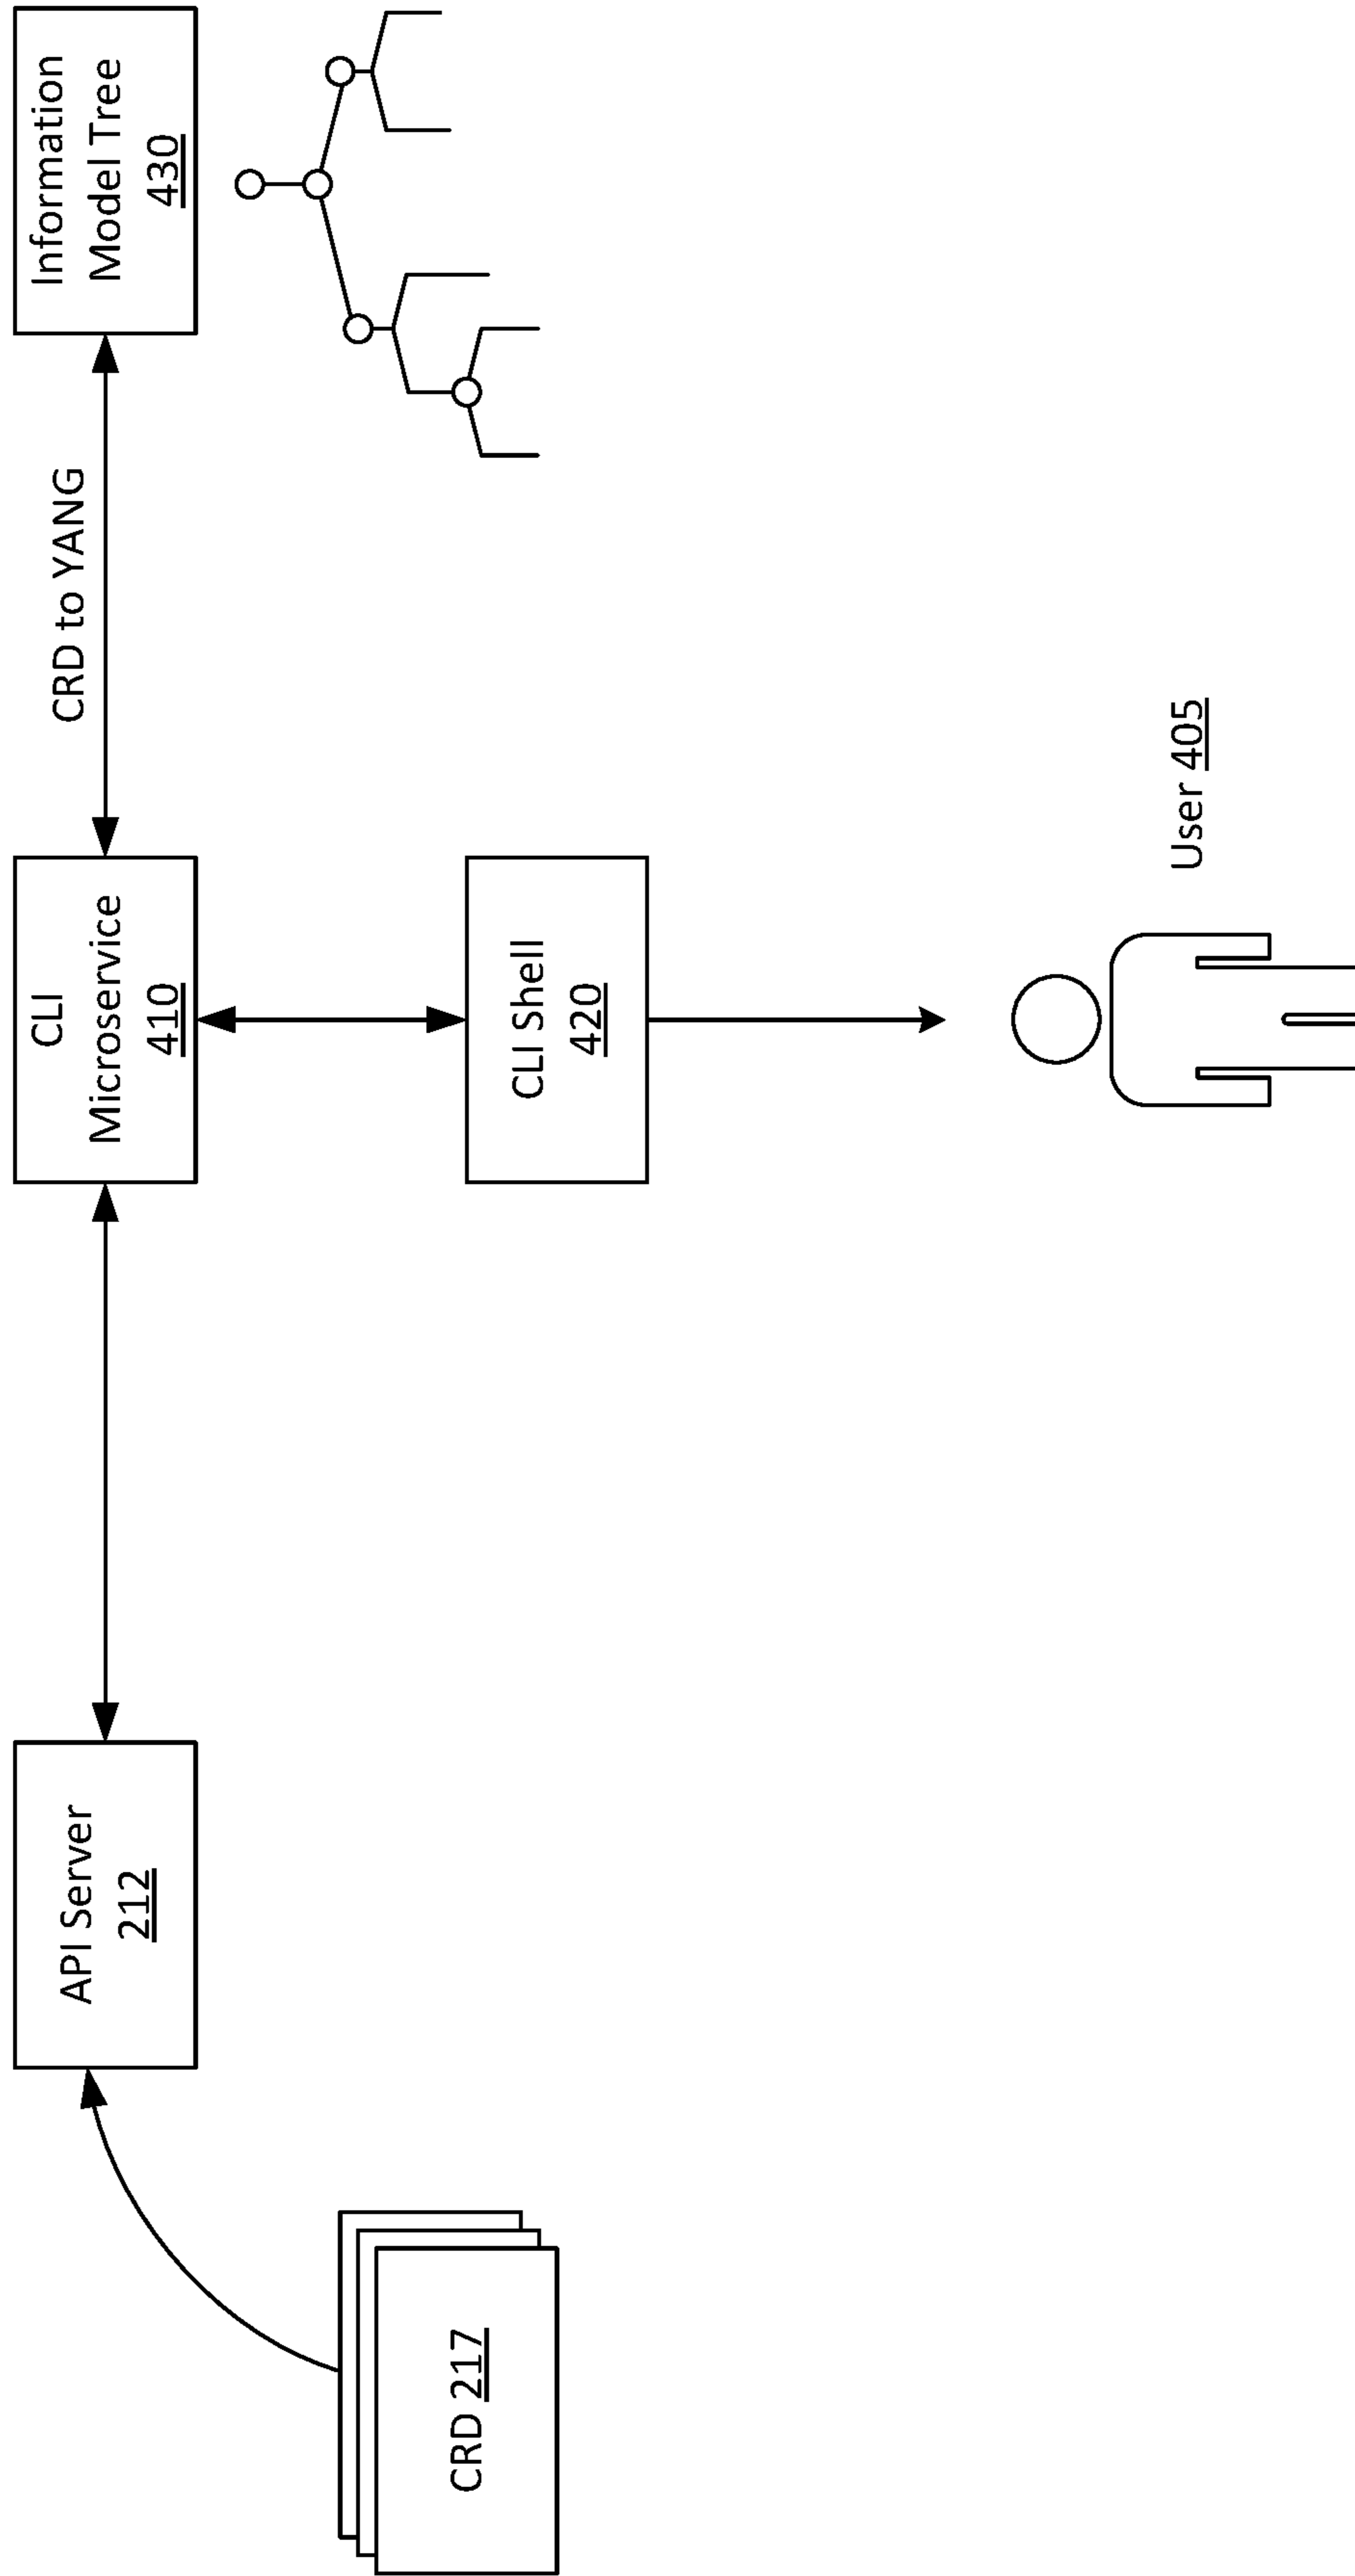 API Server
212
CLI
Microservice
410
CRD to YANG
Information
Model Tree
430
CRD 217
CLI Shell
420
User 405